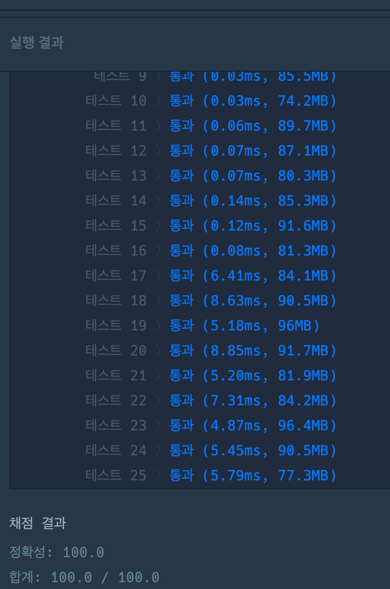 실행 결과
테스트 9 〉 통과 (0.03ms, 85.5MB)
테스트 10 〉 통과 (0.03ms, 74.2MB)
테스트 11 〉 통과 (0.06ms, 89.7MB)
테스트 12 〉 통과 (0.07ms, 87.1MB)
테스트 13 〉 통과 (0.07ms, 80.3MB)
테스트 14 〉 통과 (0.14ms, 85.3MB)
테스트 15 〉 통과 (0.12ms, 91.6MB)
테스트 16 〉 통과 (0.08ms, 81.3MB)
테스트 17 〉 통과 (6.41ms, 84.1MB)
테스트 18 〉 통과 (8.63ms, 90.5MB)
테스트 19 〉 통과 (5.18ms, 96MB)
테스트 20 〉 통과 (8.85ms, 91.7MB)
테스트 21 〉 통과 (5.20ms, 81.9MB)
테스트 22 〉 통과 (7.31ms, 84.2MB)
테스트 23 〉 통과 (4.87ms, 96.4MB)
테스트 24 〉 통과 (5.45ms, 90.5MB)
테스트 25 〉 통과 (5.79ms, 77.3MB)
채점 결과
정확성: 100.0
합계: 100.0 / 100.0